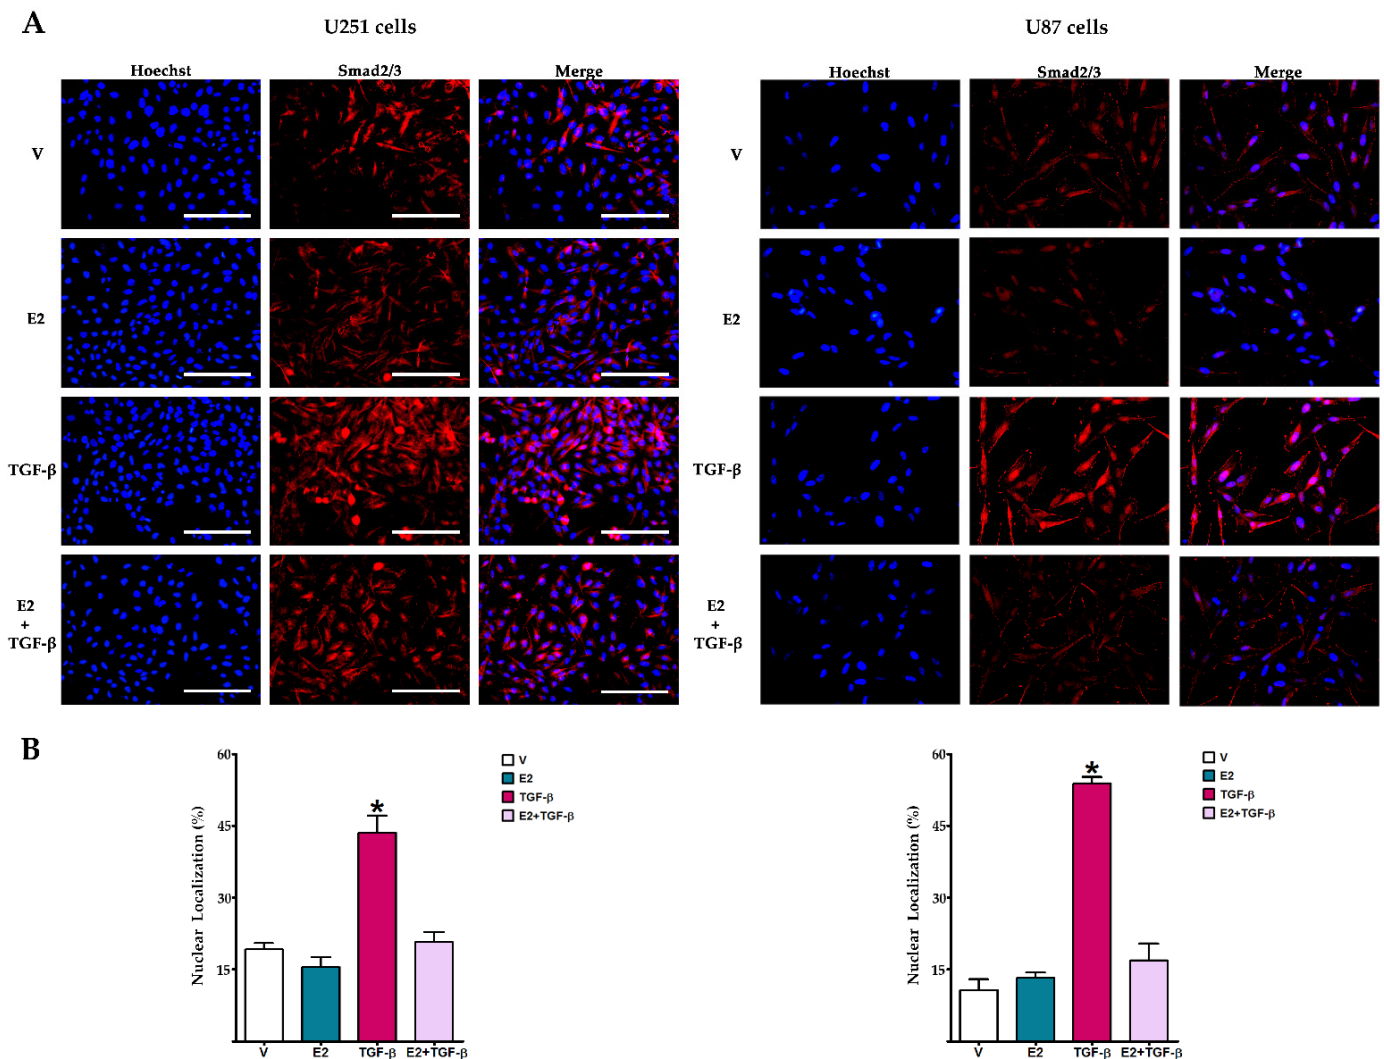 A
U251 cells
U87 cells
Hoechst
Smad2/3
Merge
Hoechst
Smad2/3
Merge
V
V
E2
E2
TGF-β
TGF-β
E2
+
TGF-β
E2
+
TGF-β
B
60
45
30
15
Nuclear Localization (%)
*
V
E2
TGF-β
E2+TGF-β
V
E2
TGF-β
E2+TGF-β
60
45
30
15
Nuclear Localization (%)
*
V
E2
TGF-β
E2+TGF-β
V
E2
TGF-β
E2+TGF-β